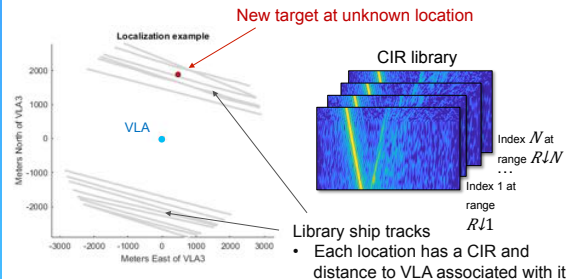 New target at unknown location
Localization example
CIR library
2000
1000
0
-1000
-2000
Meters North of VLA3
VLA
-3000 -2000 -1000 0 1000 2000 3000
Meters East of VLA3
Index N at
range R↓N
...
Index 1 at
range
R↓1
Library ship tracks
• Each location has a CIR and
distance to VLA associated with it